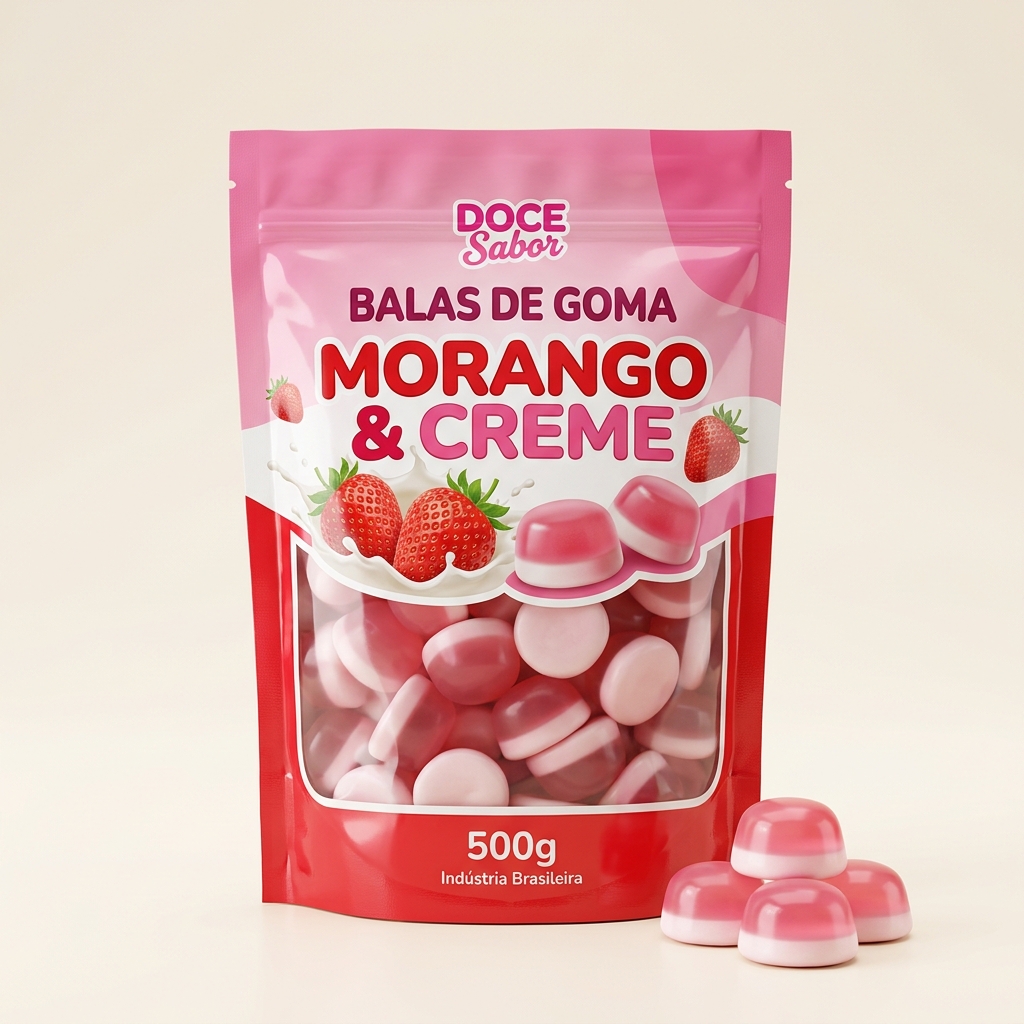 DOCE
Sabor
BALAS DE GOMA
MORANGO
& CREME
500g
Indústria Brasileira